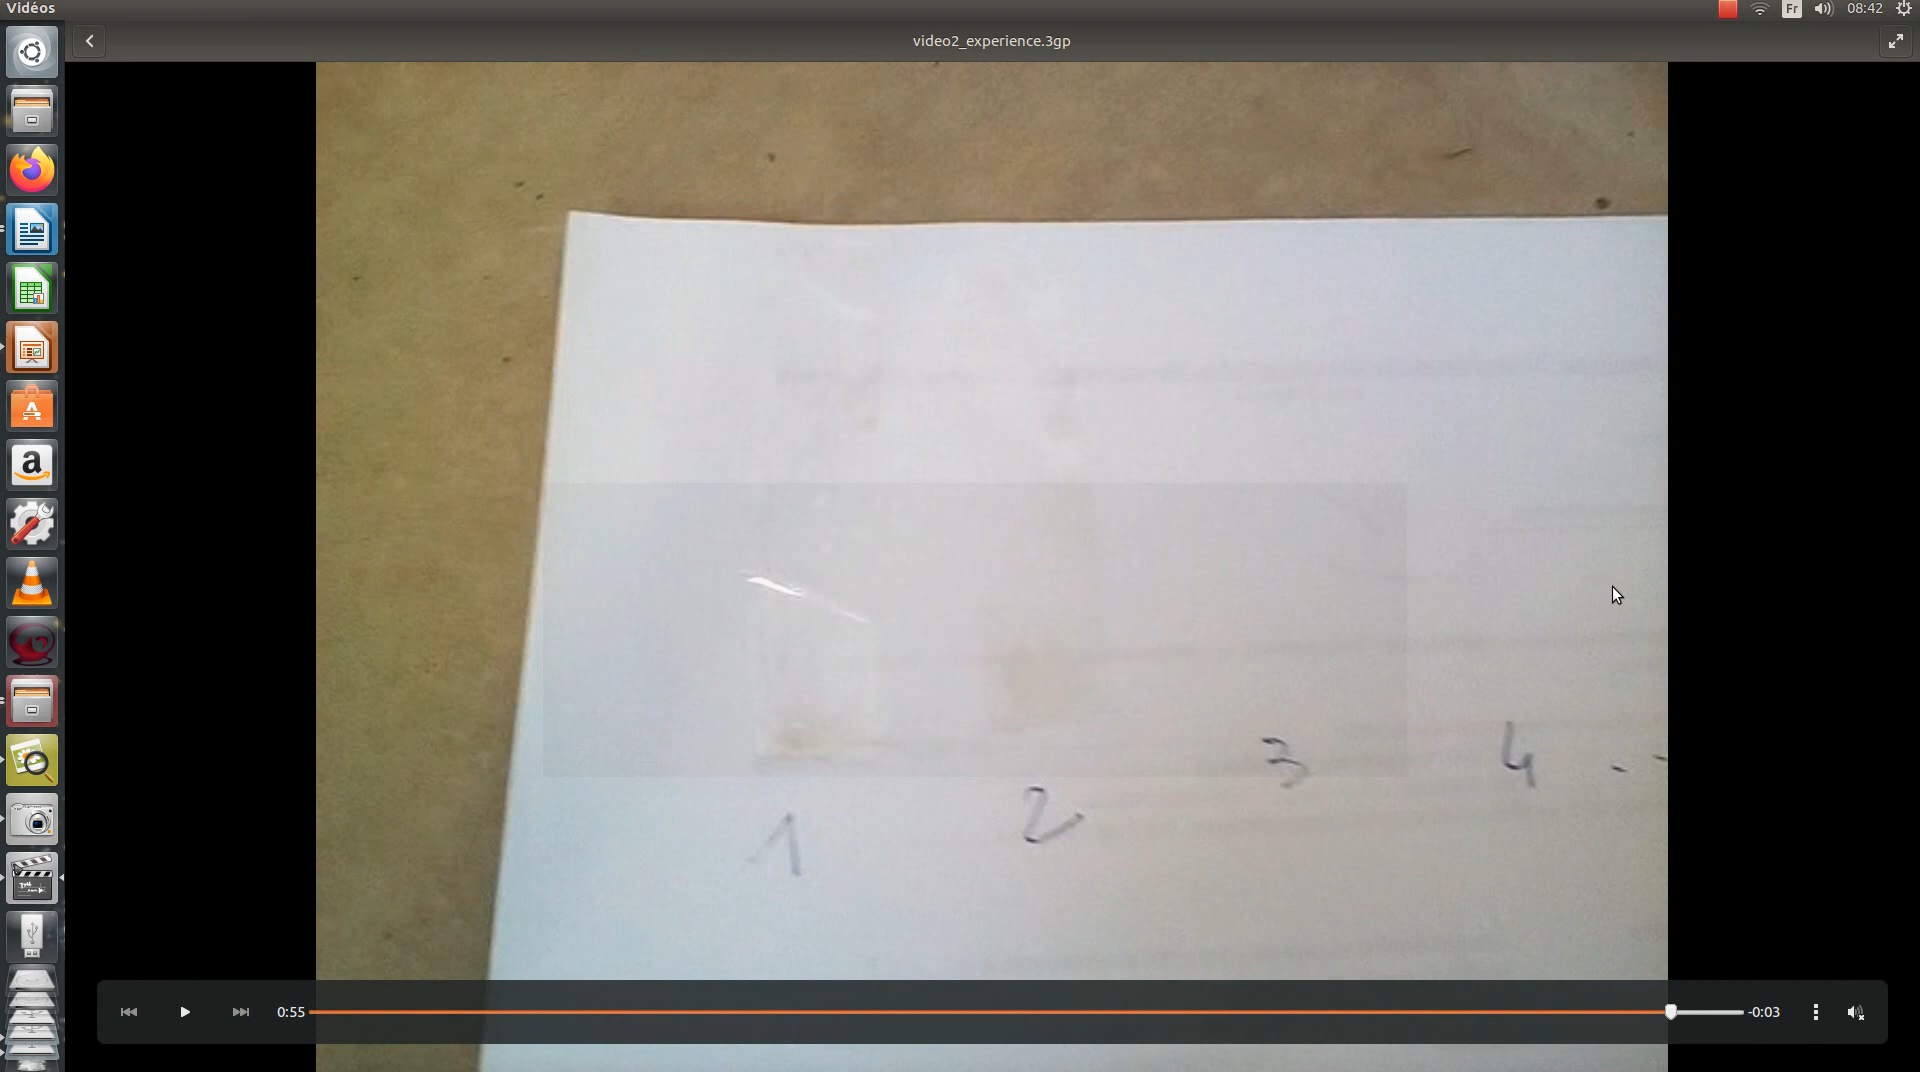 Vidéos
Fr
08:42
video2_experience.3gp
1 2 3 4 . .
0:55
-0:03